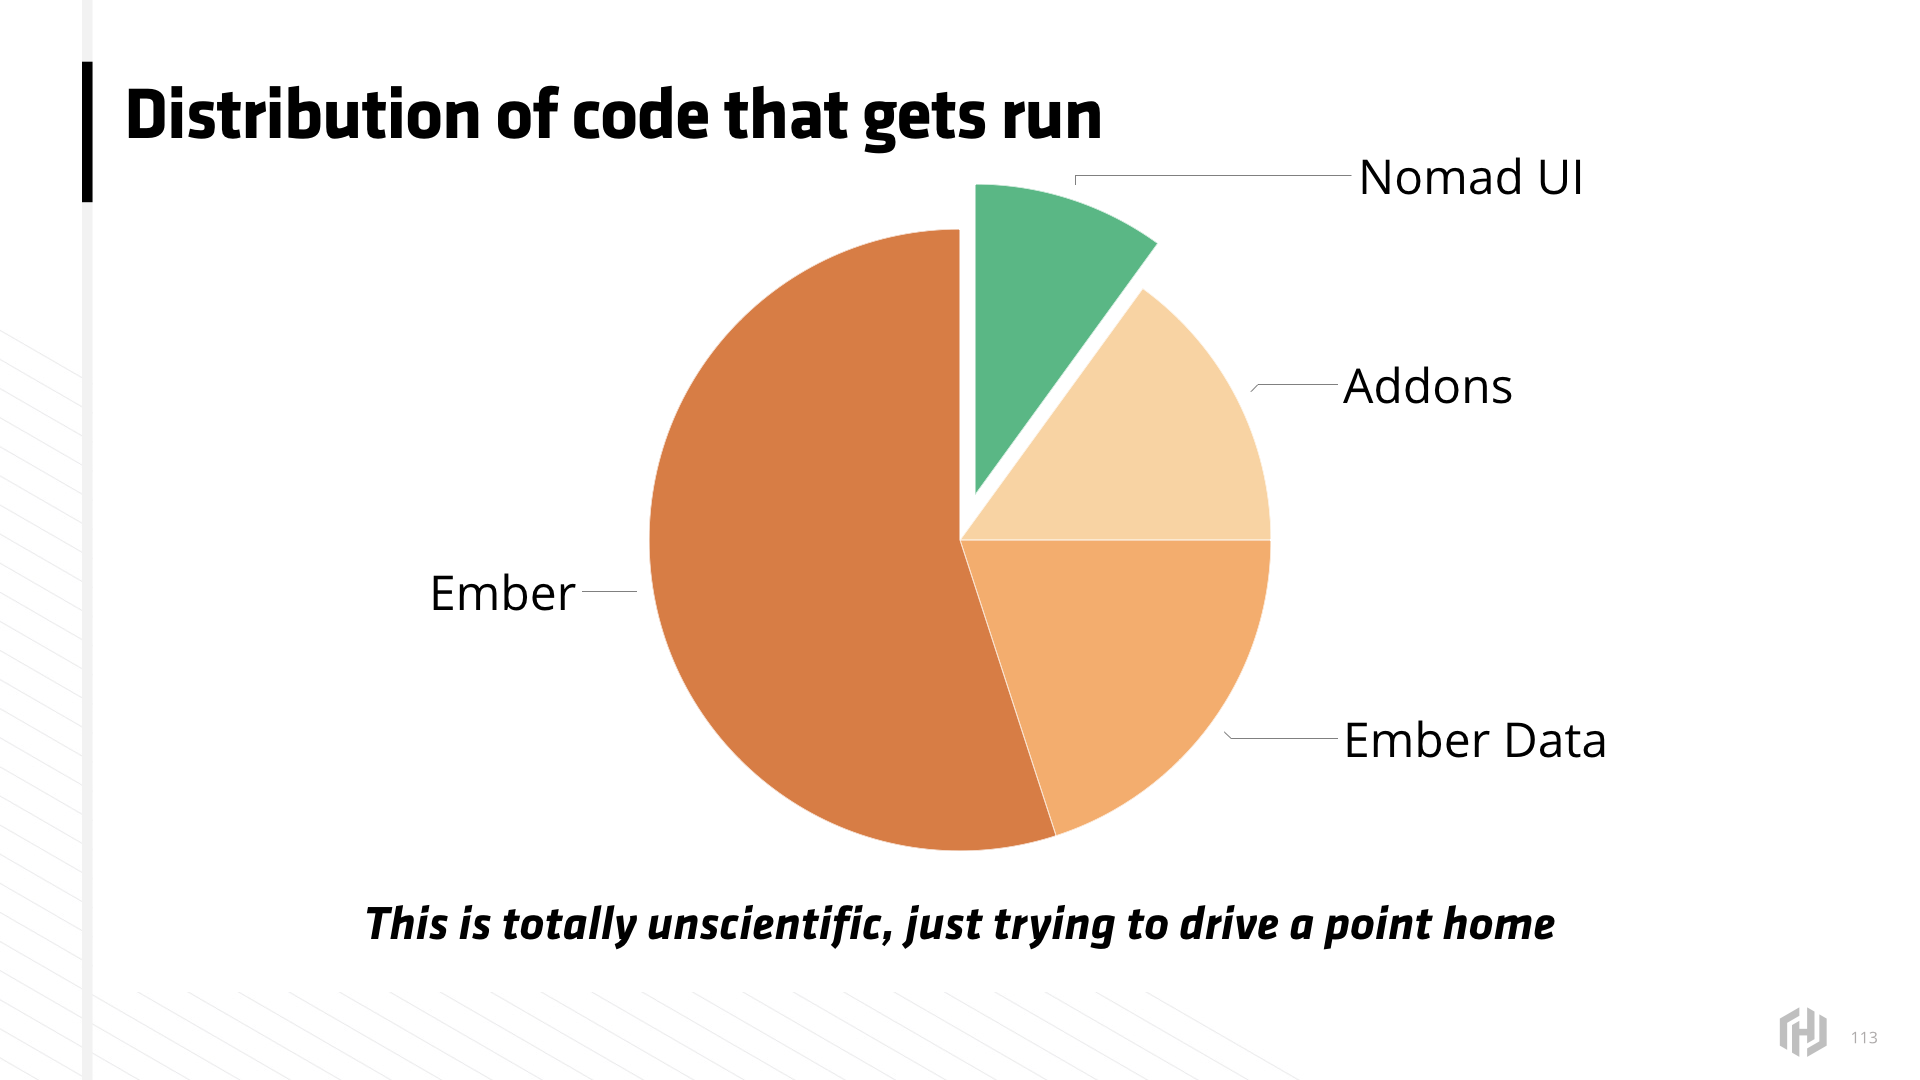 Distribution of code that gets run
Nomad UI
Addons
Ember
Ember Data
This is totally unscientific, just trying to drive a point home
113